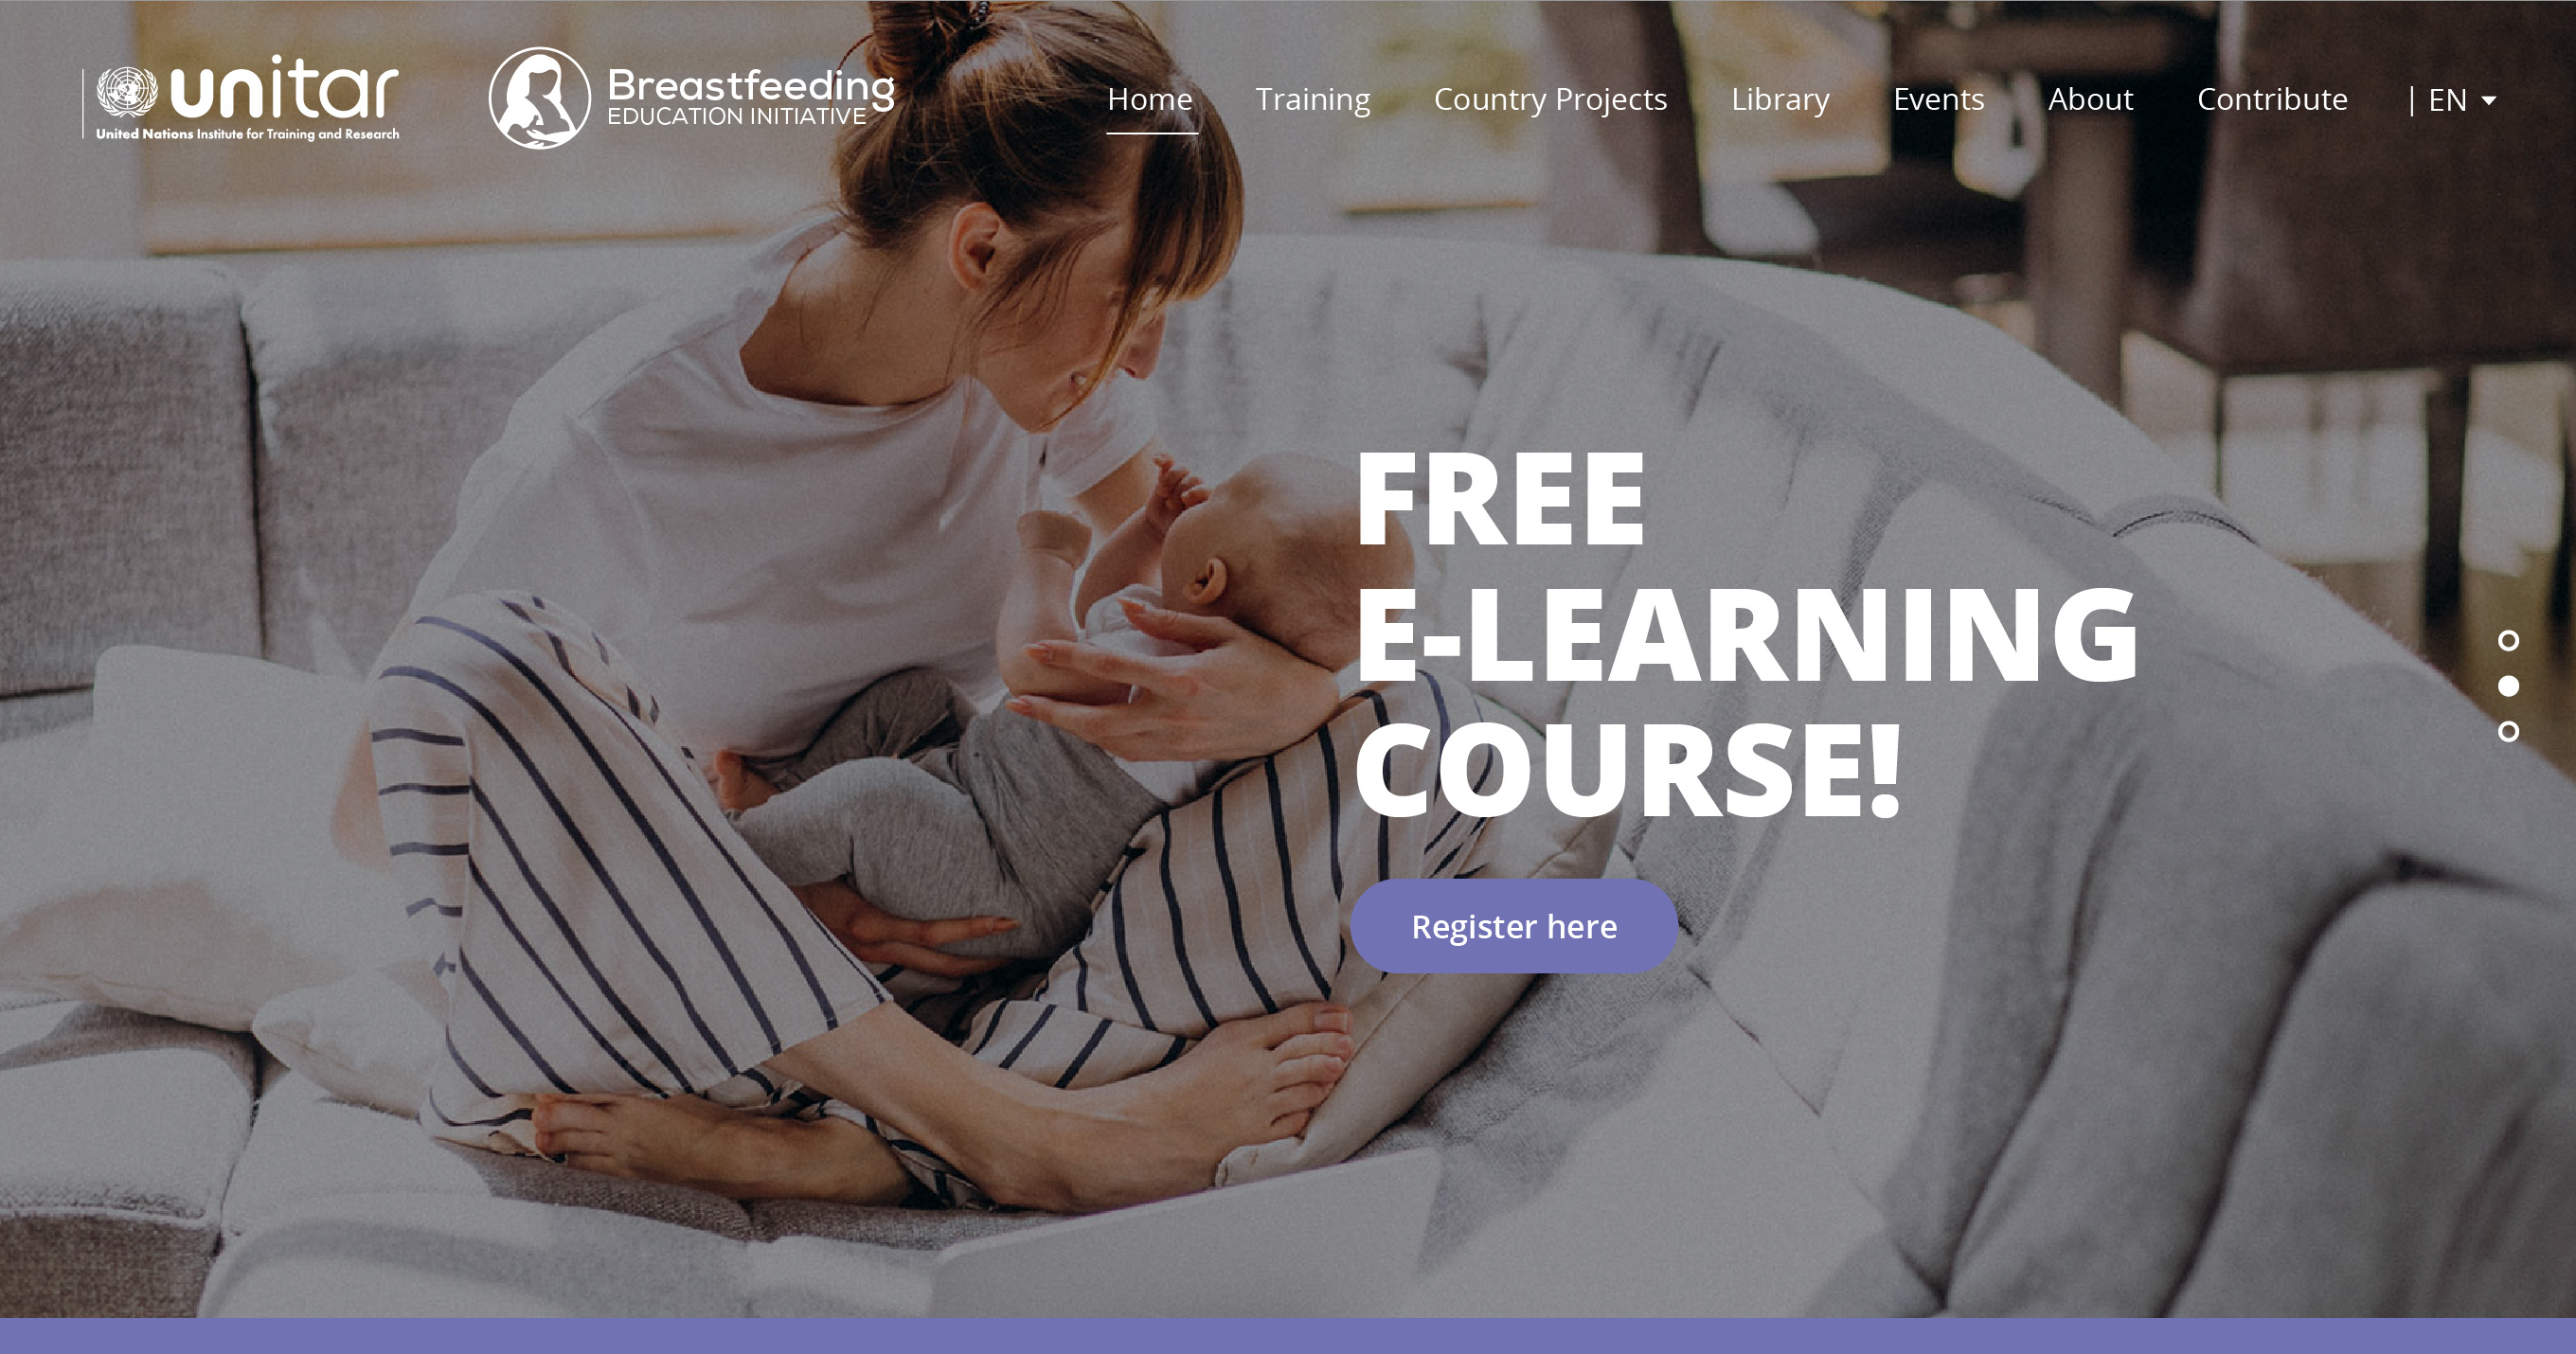 unitar
United Nations Institute for Training and Research
Breastfeeding
EDUCATION INITIATIVE
Home
Training
Country Projects
Library
Events
About
Contribute
| EN
FREE
E-LEARNING
COURSE!
Register here